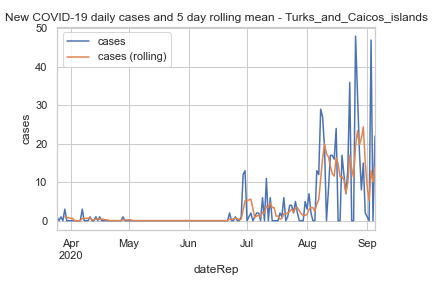 New COVID-19 daily cases and 5 day rolling mean - Turks_and_Caicos_islands
cases
cases (rolling)
50
40
30
20
10
0
cases
Apr
2020
May
Jun
Jul
Aug
Sep
dateRep